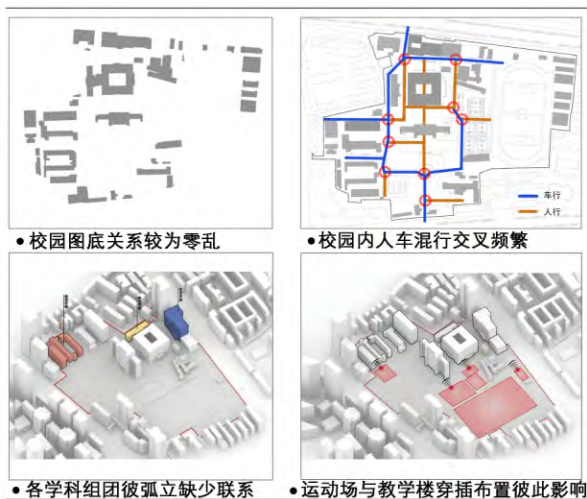 ● 校园图底关系较为零乱
车行
人行
● 校园内人车混行交叉频繁
● 各学科组团彼弧立缺少联系
● 运动场与教学楼穿插布置彼此影响